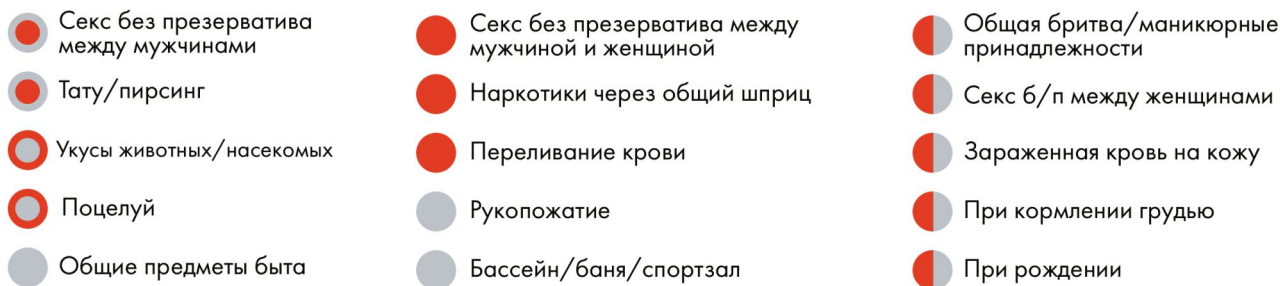 Секс без презерватива
между мужчинами
Тату/пирсинг
Укусы животных/насекомых
Поцелуй
Общие предметы быта
Секс без презерватива между
мужчиной и женщиной
Наркотики через общий шприц
Переливание крови
Рукопожатие
Бассейн/баня/спортзал
Общая бритва/маникюрные
принадлежности
Секс б/п между женщинами
Зараженная кровь на кожу
При кормлении грудью
При рождении